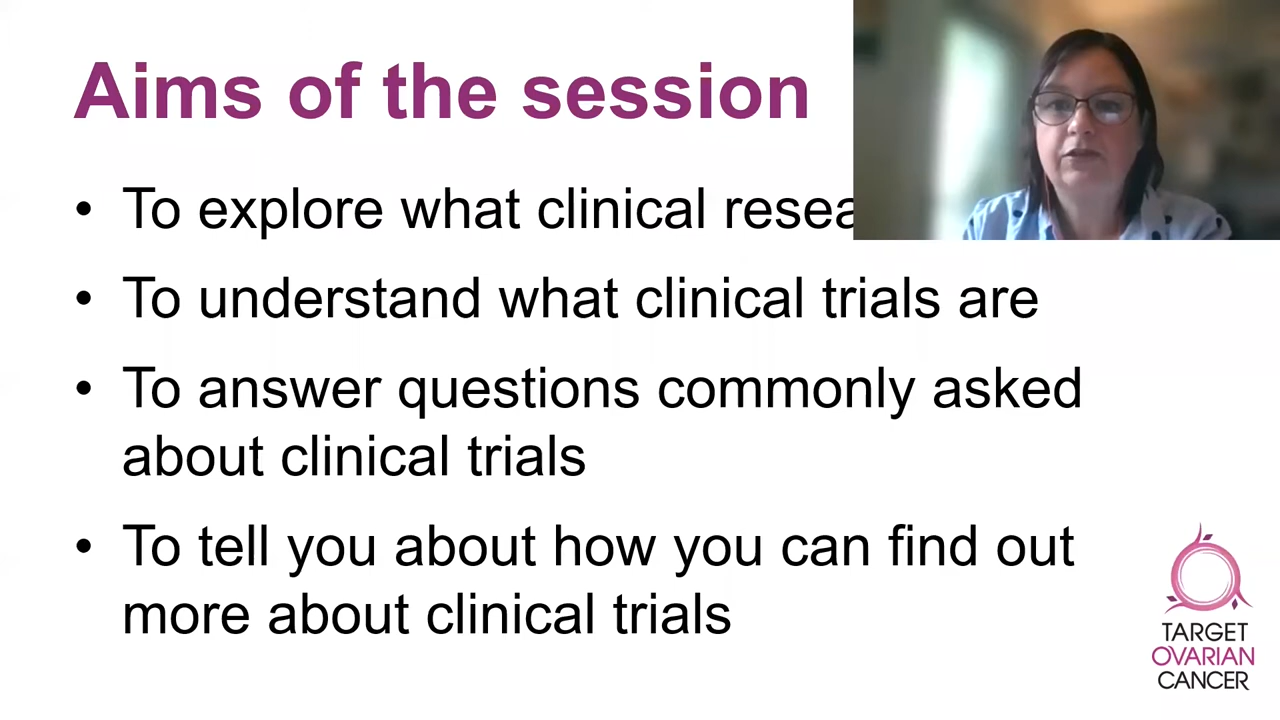 Aims of the session
• To explore what clinical resea
• To understand what clinical trials are
• To answer questions commonly asked
about clinical trials
• To tell you about how you can find out
more about clinical trials
TARGET
OVARIAN
CANCER